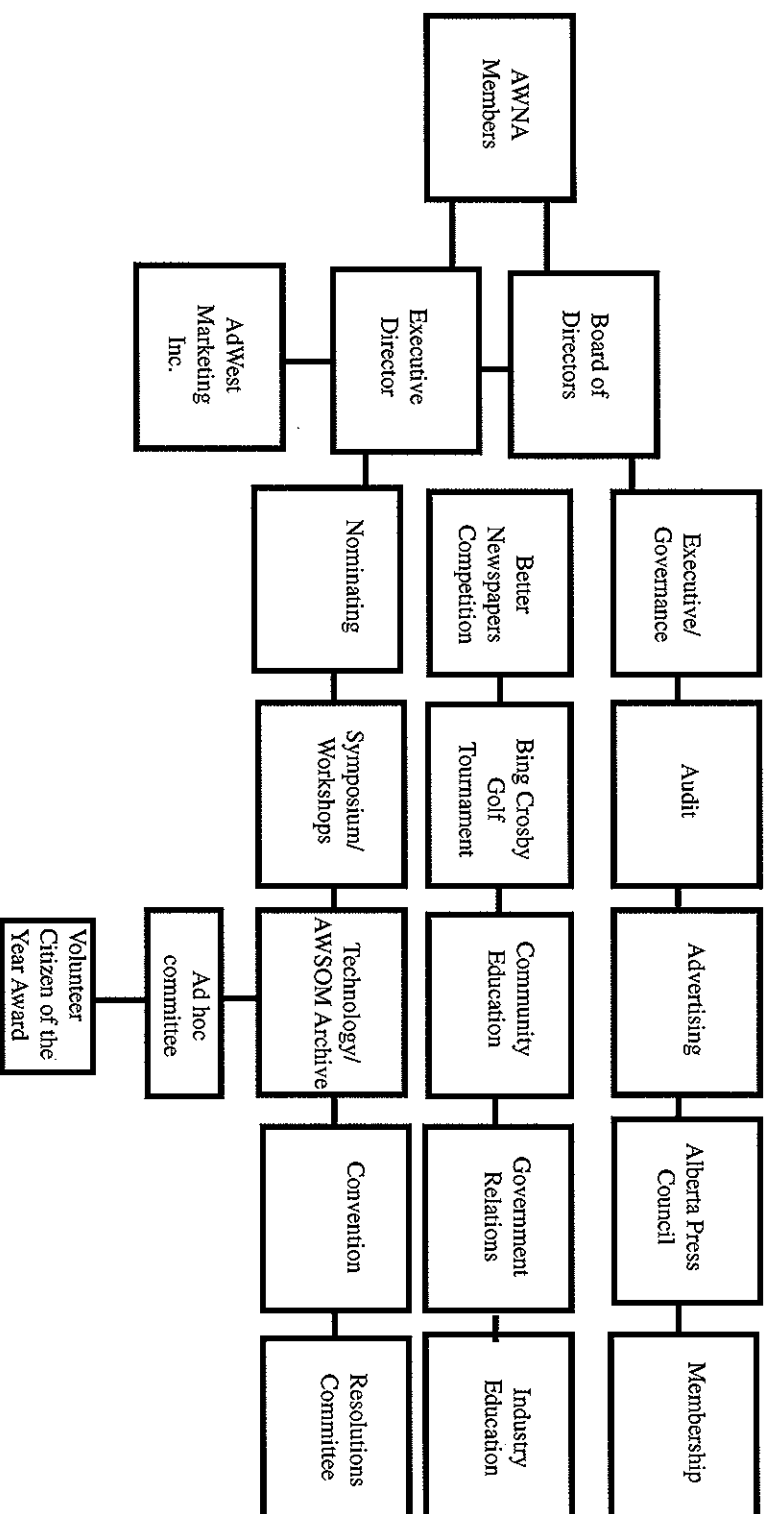 AWNA
Members
Board of
Directors
Executive
Director
AdWest
Marketing
Inc.
Executive/
Governance
Audit
Advertising
Alberta Press
Council
Membership
Better
Newspapers
Competition
Bing Crosby
Golf
Tournament
Community
Education
Government
Relations
Industry
Education
Nominating
Symposium/
Workshops
Technology/
AWSOM Archive
Convention
Resolutions
Committee
Ad hoc
committee
Volunteer
Citizen of the
Year Award